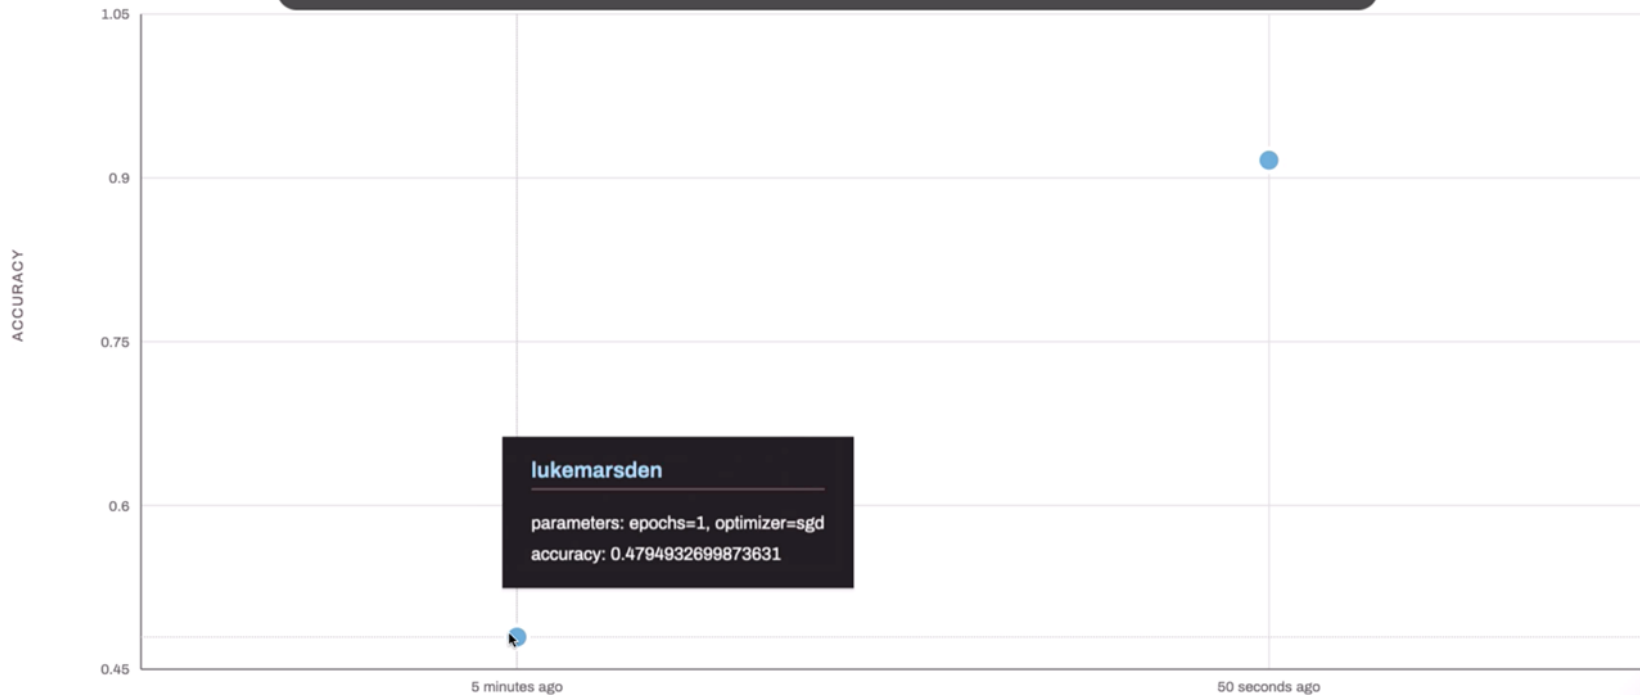 1.05
0.9
ACCURACY
0.75
lukemarsden
0.6
parameters: epochs=1, optimizer=sgd
accuracy: 0.4794932699873631
0.45
5 minutes ago
50 seconds ago